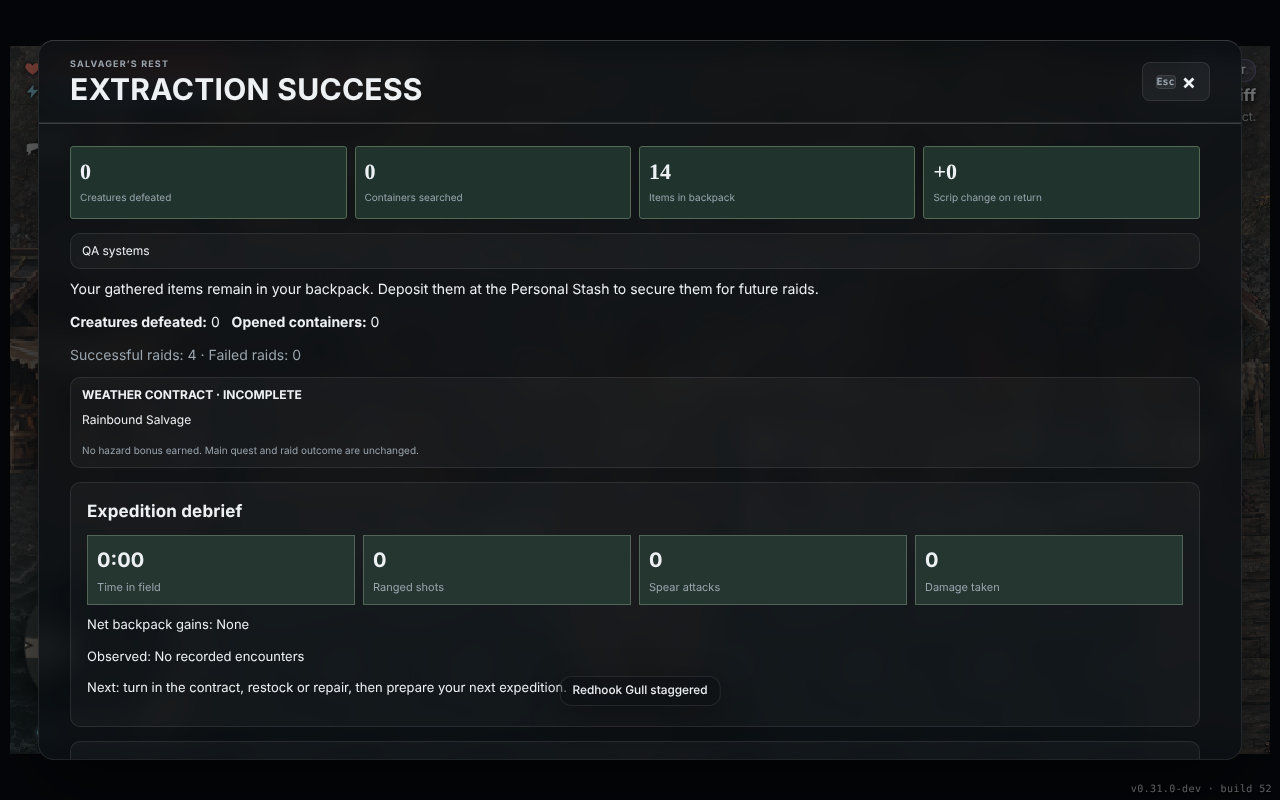 SALVAGER'S REST
EXTRACTION SUCCESS
Esc ×
0
Creatures defeated
0
Containers searched
14
Items in backpack
+0
Scrip change on return
QA systems
Your gathered items remain in your backpack. Deposit them at the Personal Stash to secure them for future raids.
Creatures defeated: 0 Opened containers: 0
Successful raids: 4 · Failed raids: 0
WEATHER CONTRACT · INCOMPLETE
Rainbound Salvage
No hazard bonus earned. Main quest and raid outcome are unchanged.
Expedition debrief
0:00
Time in field
0
Ranged shots
0
Spear attacks
0
Damage taken
Net backpack gains: None
Observed: No recorded encounters
Next: turn in the contract, restock or repair, then prepare your next expedition.
Redhook Gull staggered
v0.31.0-dev · build 52